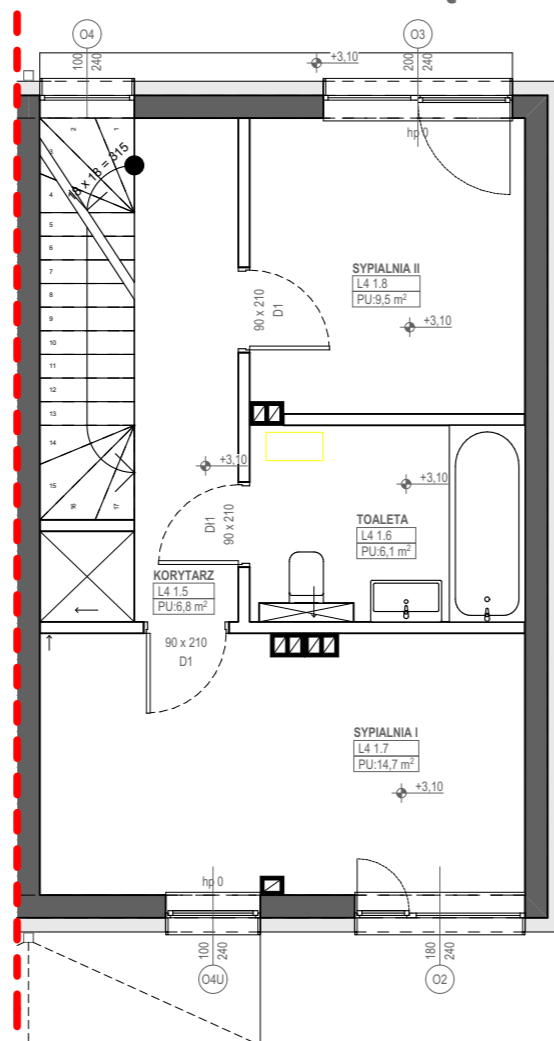 O4
O3
100
240
+3,10
200
240
hp 0
18 x 18 = 315
1
2
3
4
5
6
7
8
9
10
11
12
13
14
15
16
17
SYPIALNIA II
L4 1.8
PU:9,5 m²
+3,10
90 x 210
D1
+3,10
+3,10
DI1
90 x 210
TOALETA
L4 1.6
PU:6,1 m²
KORYTARZ
L4 1.5
PU:6,8 m²
90 x 210
D1
SYPIALNIA I
L4 1.7
PU:14,7 m²
+3,10
hp 0
100
240
180
240
O4U
O2